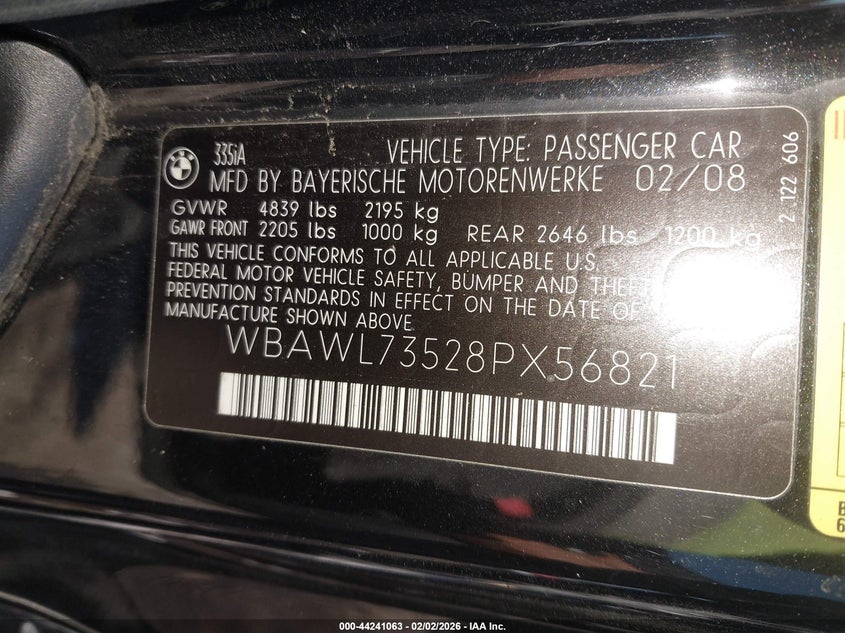 BMW
335iA
VEHICLE TYPE: PASSENGER CAR
MFD BY BAYERISCHE MOTORENWERKE 02/08
GVWR 4839 lbs 2195 kg
GAWR FRONT 2205 lbs 1000 kg REAR 2646 lbs 1200 kg
THIS VEHICLE CONFORMS TO ALL APPLICABLE U.S.
FEDERAL MOTOR VEHICLE SAFETY, BUMPER AND THEFT
PREVENTION STANDARDS IN EFFECT ON THE DATE OF
MANUFACTURE SHOWN ABOVE.
WBAWL73528PX56821
2 122 606
000-44241063 - 02/02/2026 - IAA Inc.